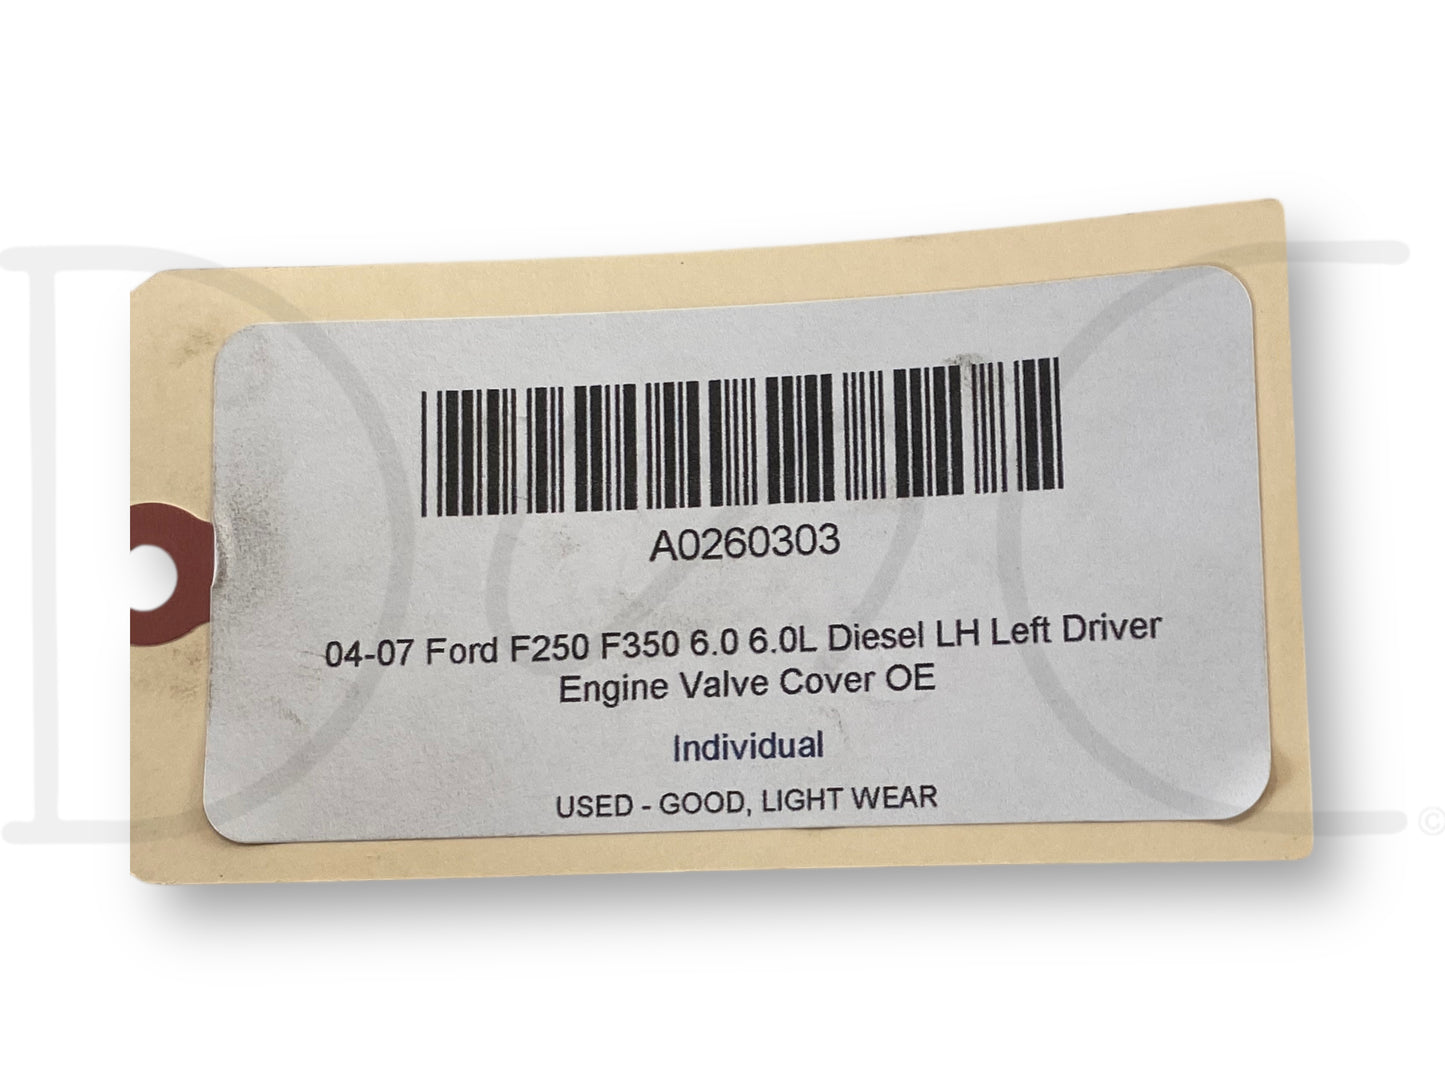 A0260303
04-07 Ford F250 F350 6.0 6.0L Diesel LH Left Driver
Engine Valve Cover OE
Individual
USED - GOOD, LIGHT WEAR
©